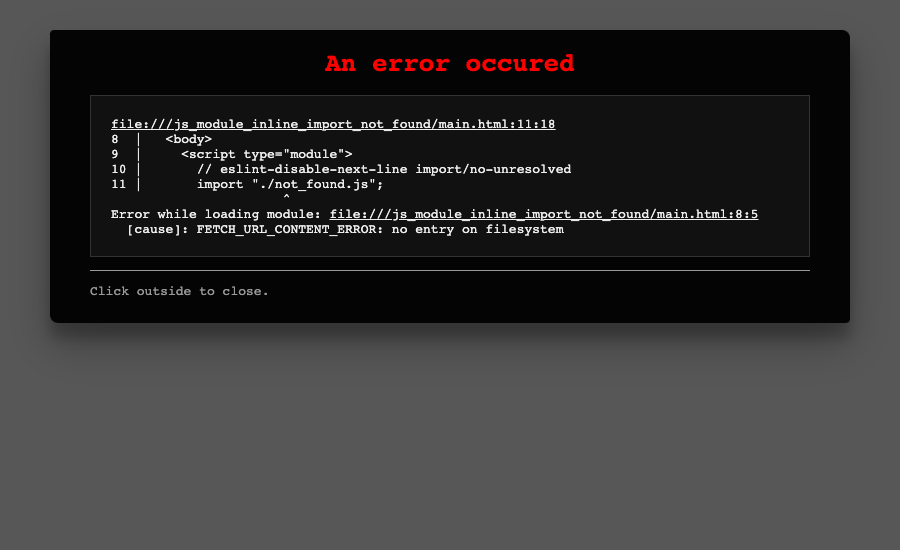 An error occured
file:///js_module_inline_import_not_found/main.html:11:18
8  |   <body>
9  |     <script type="module">
10 |       // eslint-disable-next-line import/no-unresolved
11 |       import "./not_found.js";
                      ^
Error while loading module: file:///js_module_inline_import_not_found/main.html:8:5
  [cause]: FETCH_URL_CONTENT_ERROR: no entry on filesystem
Click outside to close.